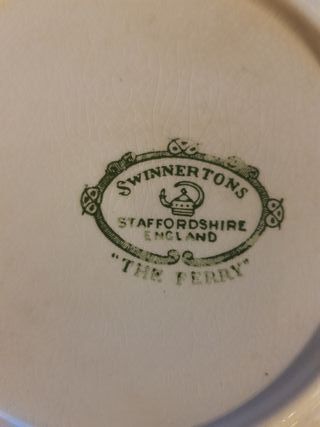 SWINNERTONS
STAFFORDSHIRE
ENGLAND
"THE FERRY"